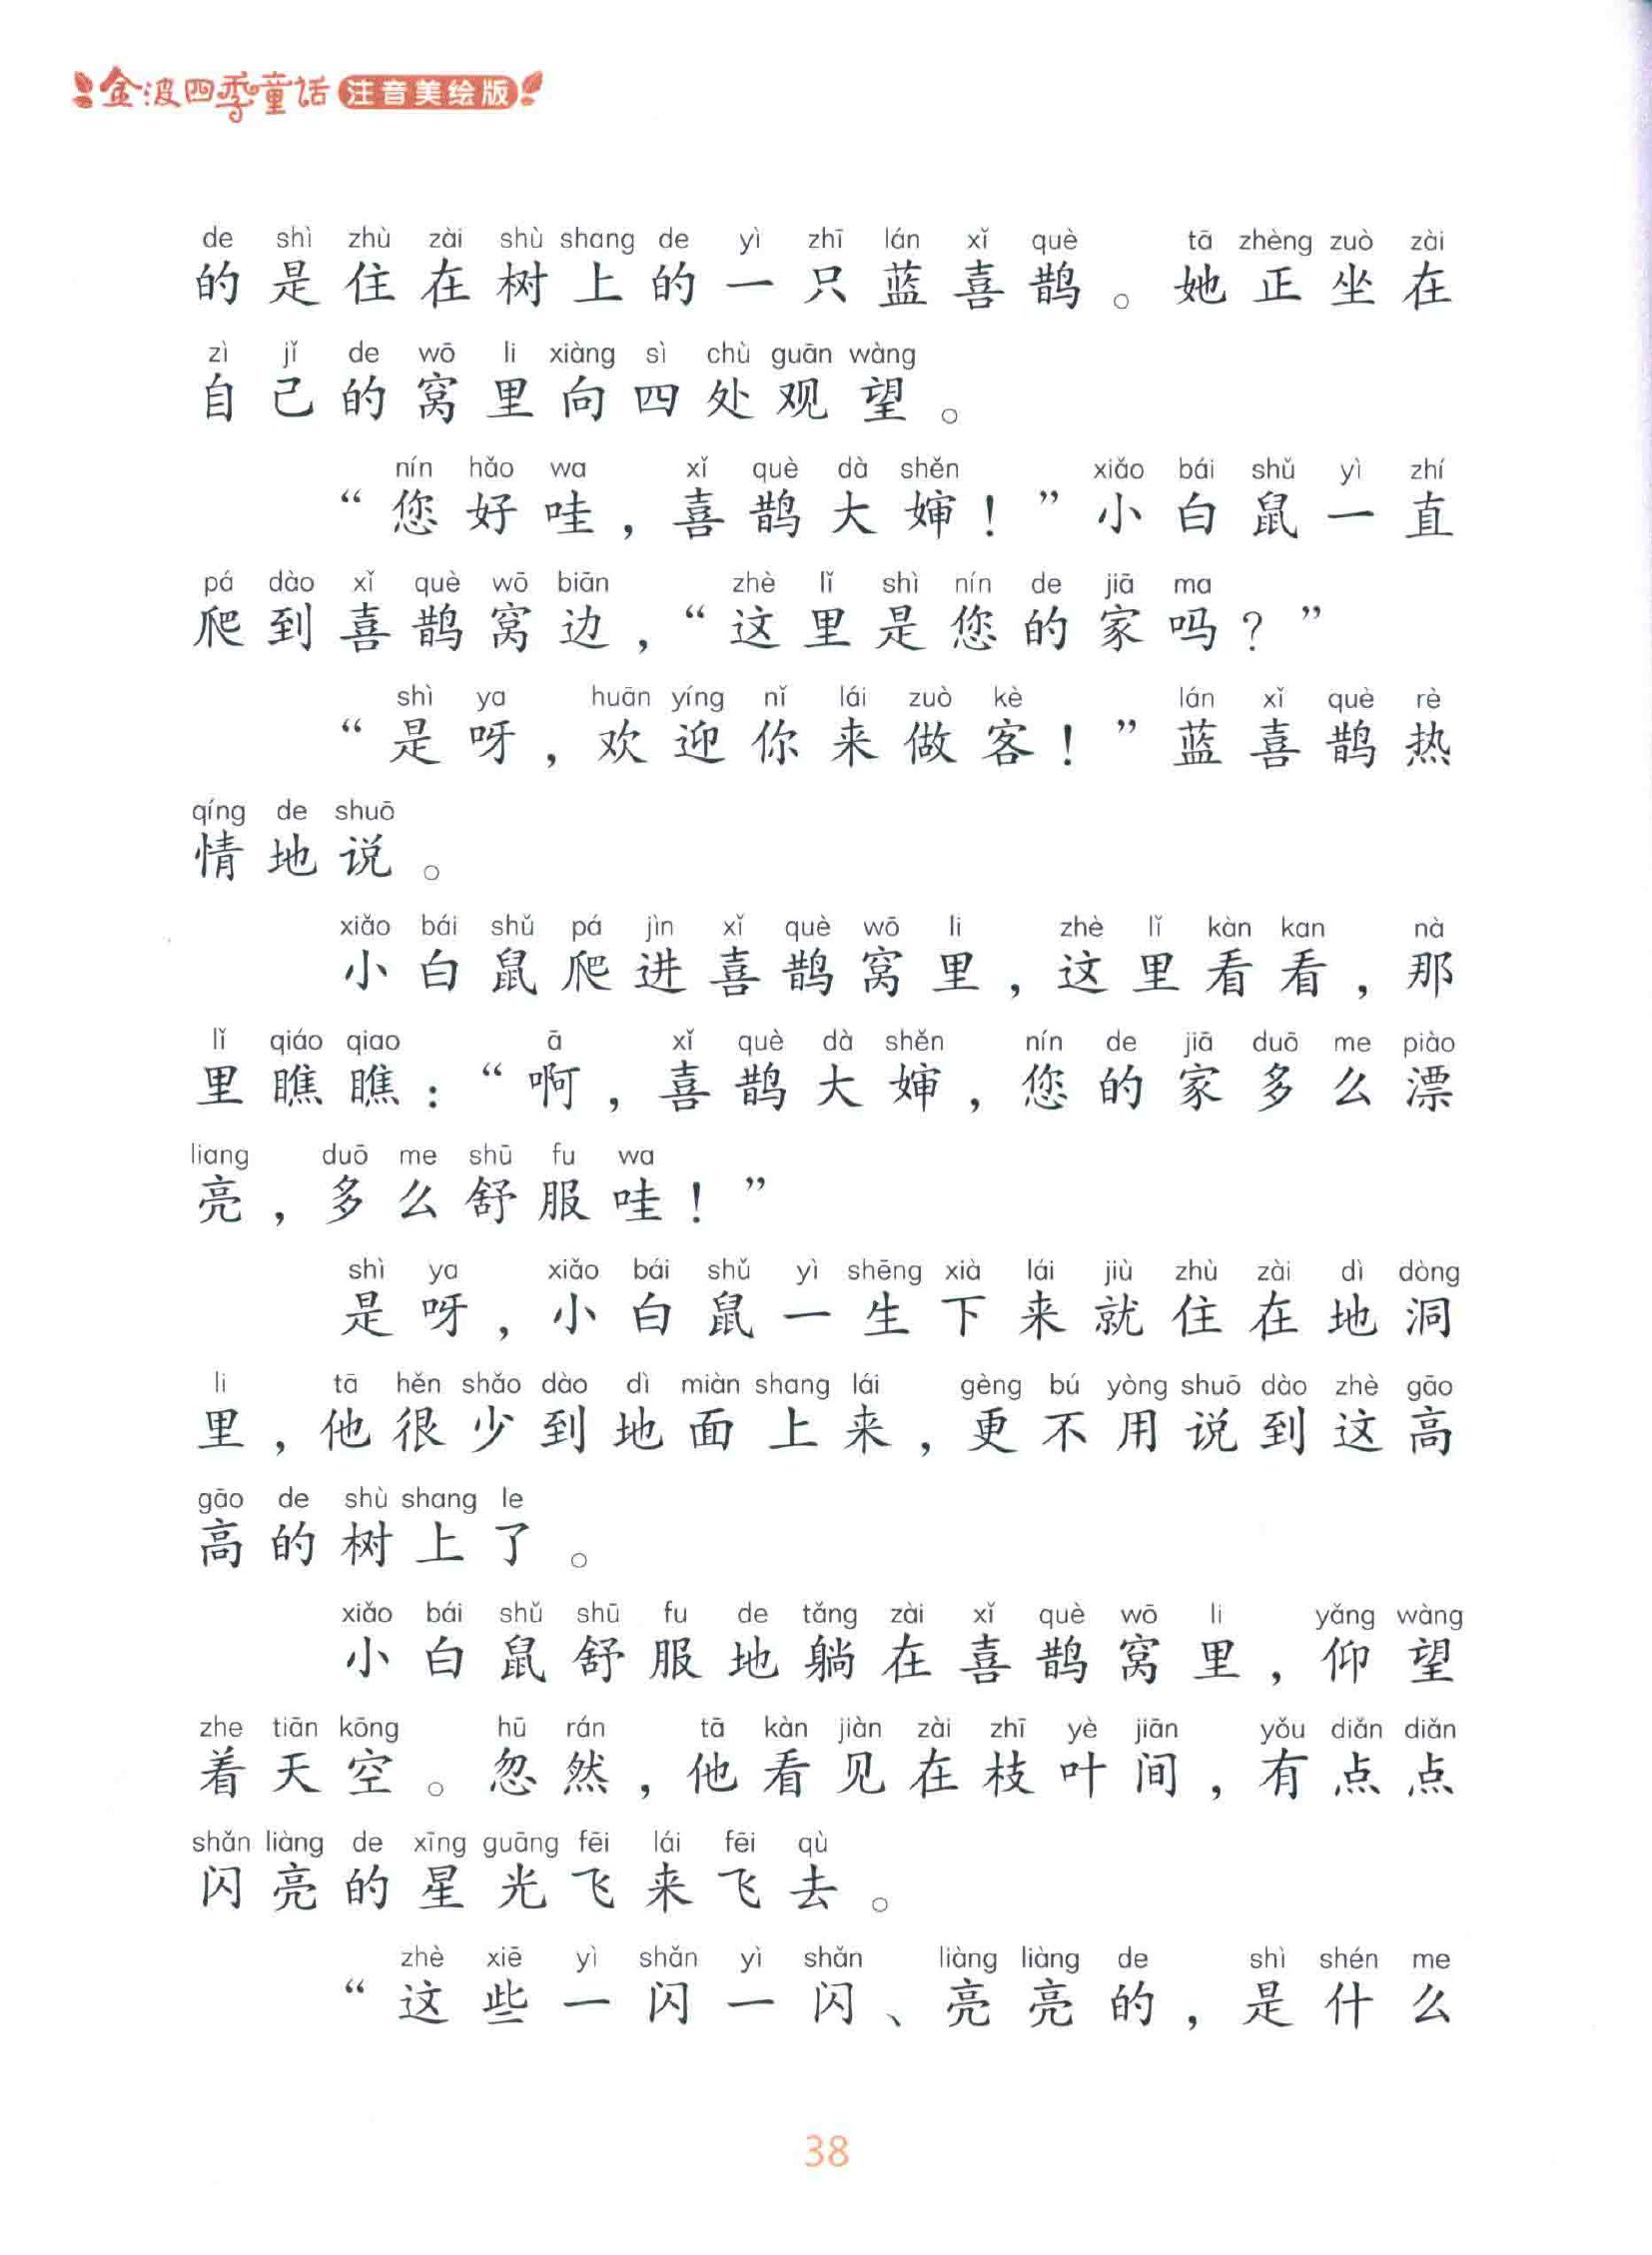 金波四季童话 注音美绘版
de shì zhù zài shù shang de yì zhī lán xǐ què tā zhèng zuò zài
的是住在树上的一只蓝喜鹊。她正坐在
zì jǐ de wō li xiàng sì chù guān wàng
自己的窝里向四处观望。
nín hǎo wa xǐ què dà shěn xiǎo bái shǔ yì zhí
“您好哇，喜鹊大婶！”小白鼠一直
pá dào xǐ què wō biān zhè lǐ shì nín de jiā ma
爬到喜鹊窝边，“这里是您的家吗？”
shì ya huān yíng nǐ lái zuò kè lán xǐ què rè
“是呀，欢迎你来做客！”蓝喜鹊热
qíng de shuō
情地说。
xiǎo bái shǔ pá jìn xǐ què wō li zhè lǐ kàn kan nà
小白鼠爬进喜鹊窝里，这里看看，那
lǐ qiáo qiao ā xǐ què dà shěn nín de jiā duō me piào
里瞧瞧：“啊，喜鹊大婶，您的家多么漂
liang duō me shū fu wa
亮，多么舒服哇！”
shì ya xiǎo bái shǔ yì shēng xià lái jiù zhù zài dì dòng
是呀，小白鼠一生下来就住在地洞
li tā hěn shǎo dào dì miàn shang lái gèng bú yòng shuō dào zhè gāo
里，他很少到地面上来，更不用说到这高
gāo de shù shang le
高的树上了。
xiǎo bái shǔ shū fu de tǎng zài xǐ què wō li yǎng wàng
小白鼠舒服地躺在喜鹊窝里，仰望
zhe tiān kōng hū rán tā kàn jiàn zài zhī yè jiān yǒu diǎn diǎn
着天空。忽然，他看见在枝叶间，有点点
shǎn liàng de xīng guāng fēi lái fēi qù
闪亮的星光飞来飞去。
zhè xiē yì shǎn yì shǎn liàng liàng de shì shén me
“这些一闪一闪、亮亮的，是什么
38